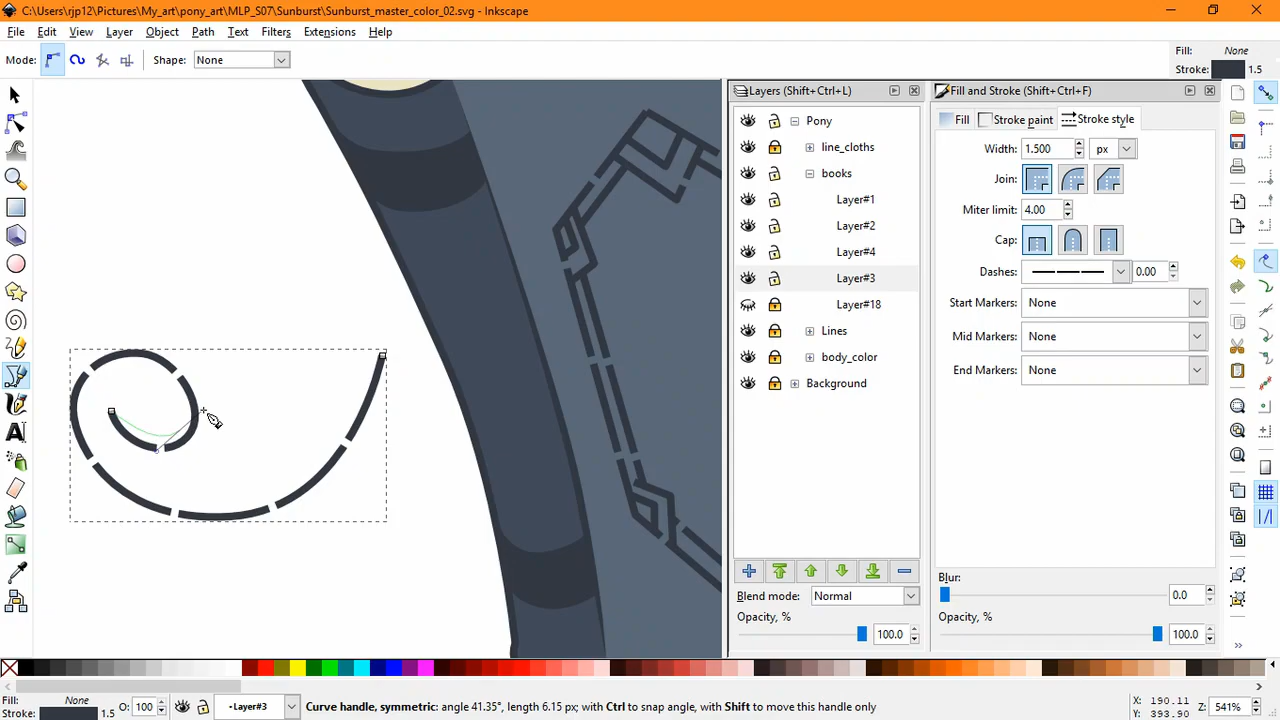 C:\Users\rjp12\Pictures\My_art\pony_art\MLP_S07\Sunburst\Sunburst_master_color_02.svg - Inkscape
File Edit View Layer Object Path Text Filters Extensions Help
Mode: Shape: None Fill: None
Stroke: 1.5
Layers (Shift+Ctrl+L) Fill and Stroke (Shift+Ctrl+F)
Pony Fill Stroke paint Stroke style
line_cloths Width: 1.500 px
books Join:
Layer#1 Miter limit: 4.00
Layer#2 Cap:
Layer#4
Layer#3 Dashes: 0.00
Layer#18 Start Markers: None
Lines Mid Markers: None
body_color End Markers: None
Background
Blur:
Blend mode: Normal 0.0
Opacity, % Opacity, %
100.0 100.0
Fill: None O: 100 Layer#3 Curve handle, symmetric: angle 41.35°, length 6.15 px; with Ctrl to snap angle, with Shift to move this handle only X: 190.11 Z: 541%
Stroke: 1.5 Y: 393.50